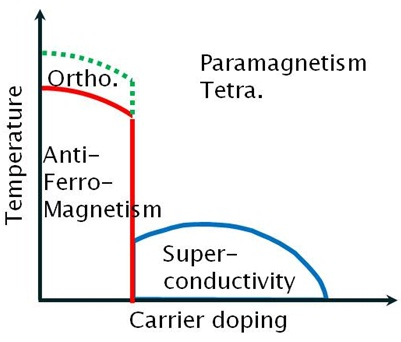 Paramagnetism
Tetra.
Ortho.
Temperature
Anti-
Ferro-
Magnetism
Super-
conductivity
Carrier doping